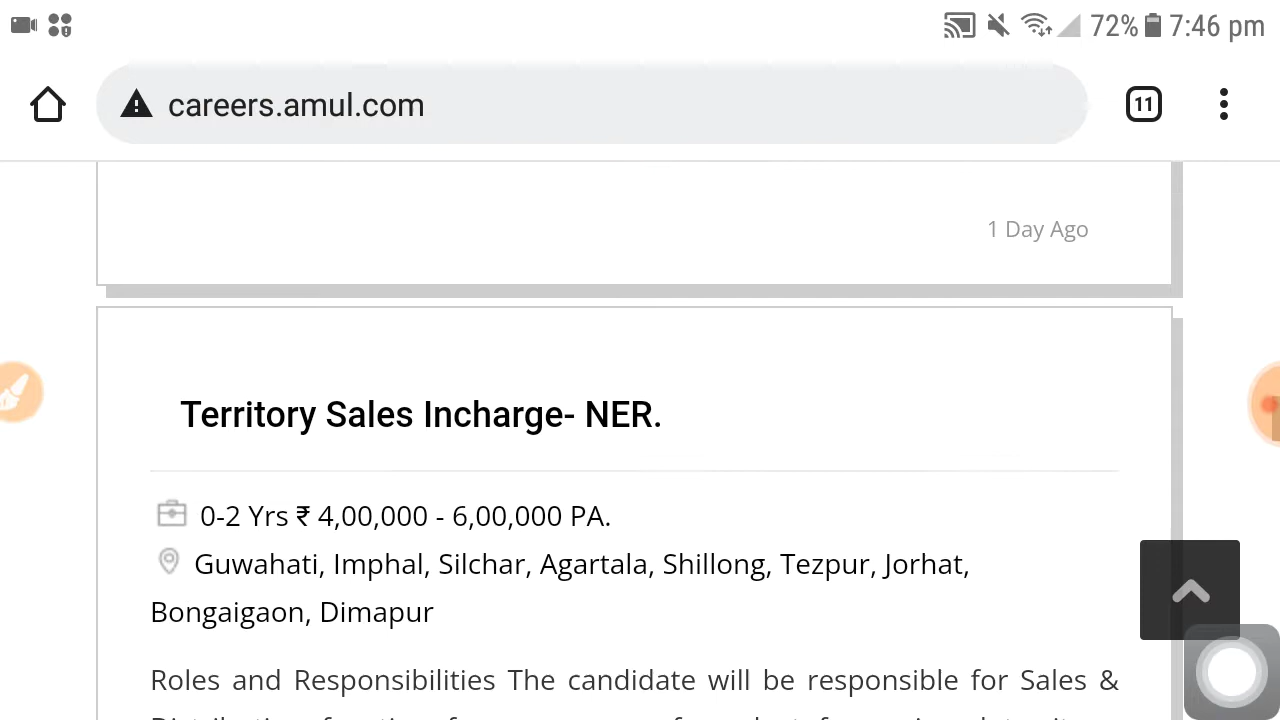 72% 7:46 pm
careers.amul.com
11
1 Day Ago
Territory Sales Incharge- NER.
0-2 Yrs ₹ 4,00,000 - 6,00,000 PA.
Guwahati, Imphal, Silchar, Agartala, Shillong, Tezpur, Jorhat,
Bongaigaon, Dimapur
Roles and Responsibilities The candidate will be responsible for Sales &